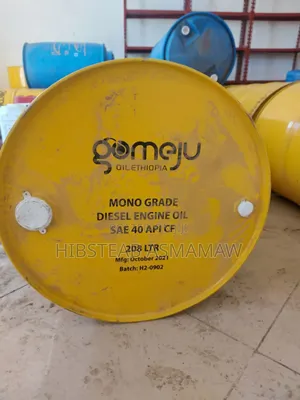 gomeju
OIL ETHIOPIA
MONO GRADE
DIESEL ENGINE OIL
SAE 40 API CF
208 LTR
Mfg: October 2021
Batch: H2-0902